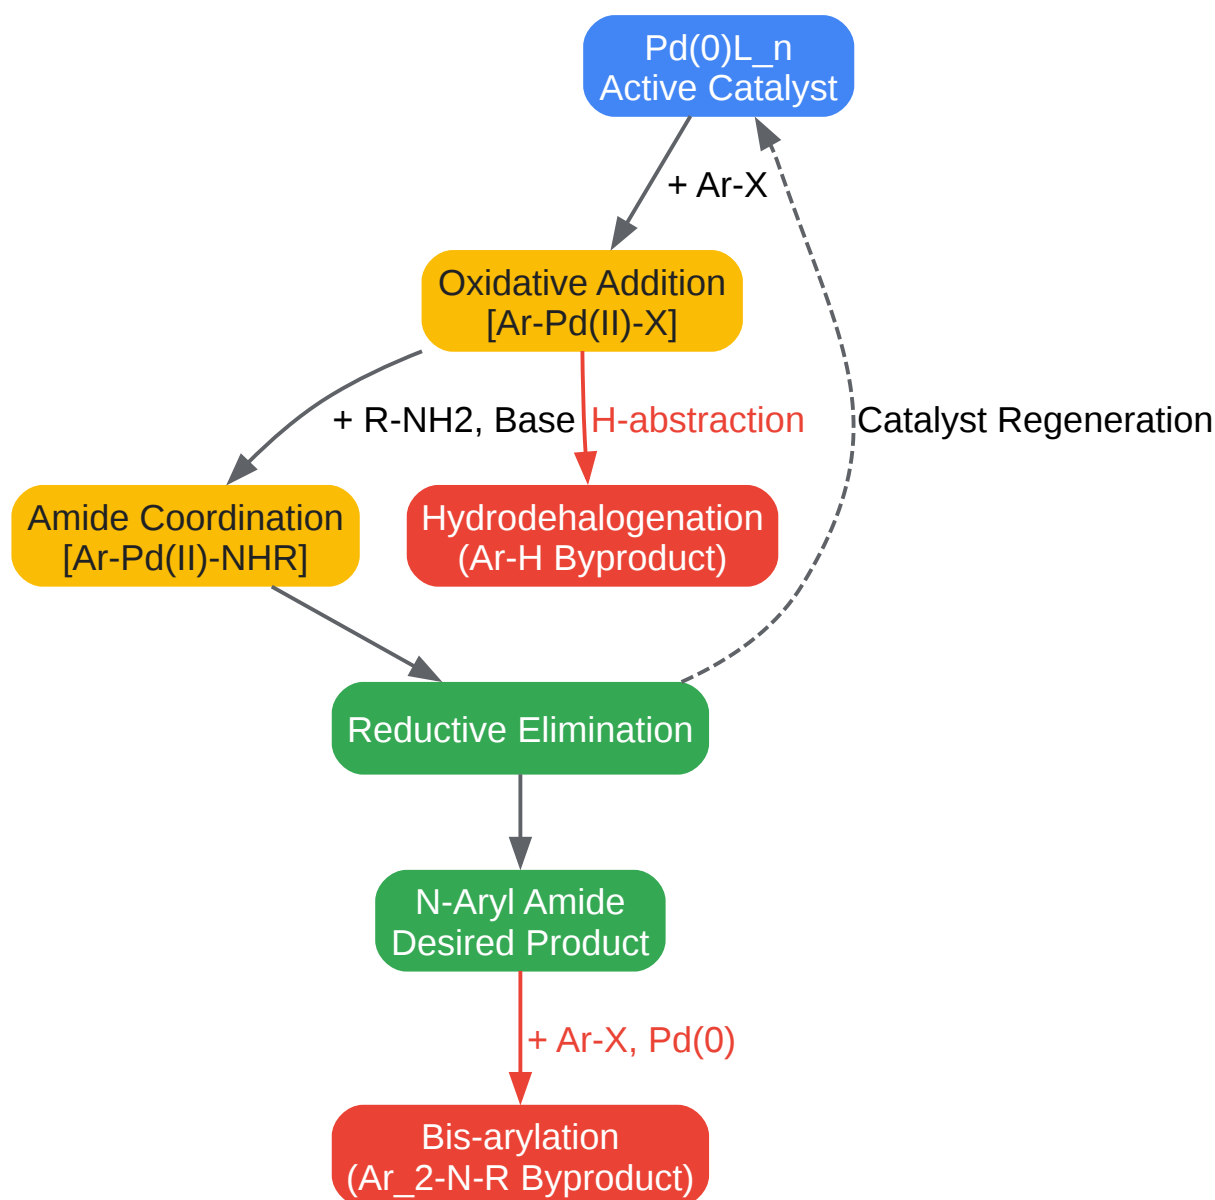 Pd(0)L_n
Active Catalyst
+ Ar-X
Oxidative Addition
[Ar-Pd(II)-X]
+ R-NH2, Base
H-abstraction
Catalyst Regeneration
Amide Coordination
[Ar-Pd(II)-NHR]
Hydrodehalogenation
(Ar-H Byproduct)
Reductive Elimination
N-Aryl Amide
Desired Product
+ Ar-X, Pd(0)
Bis-arylation
(Ar_2-N-R Byproduct)